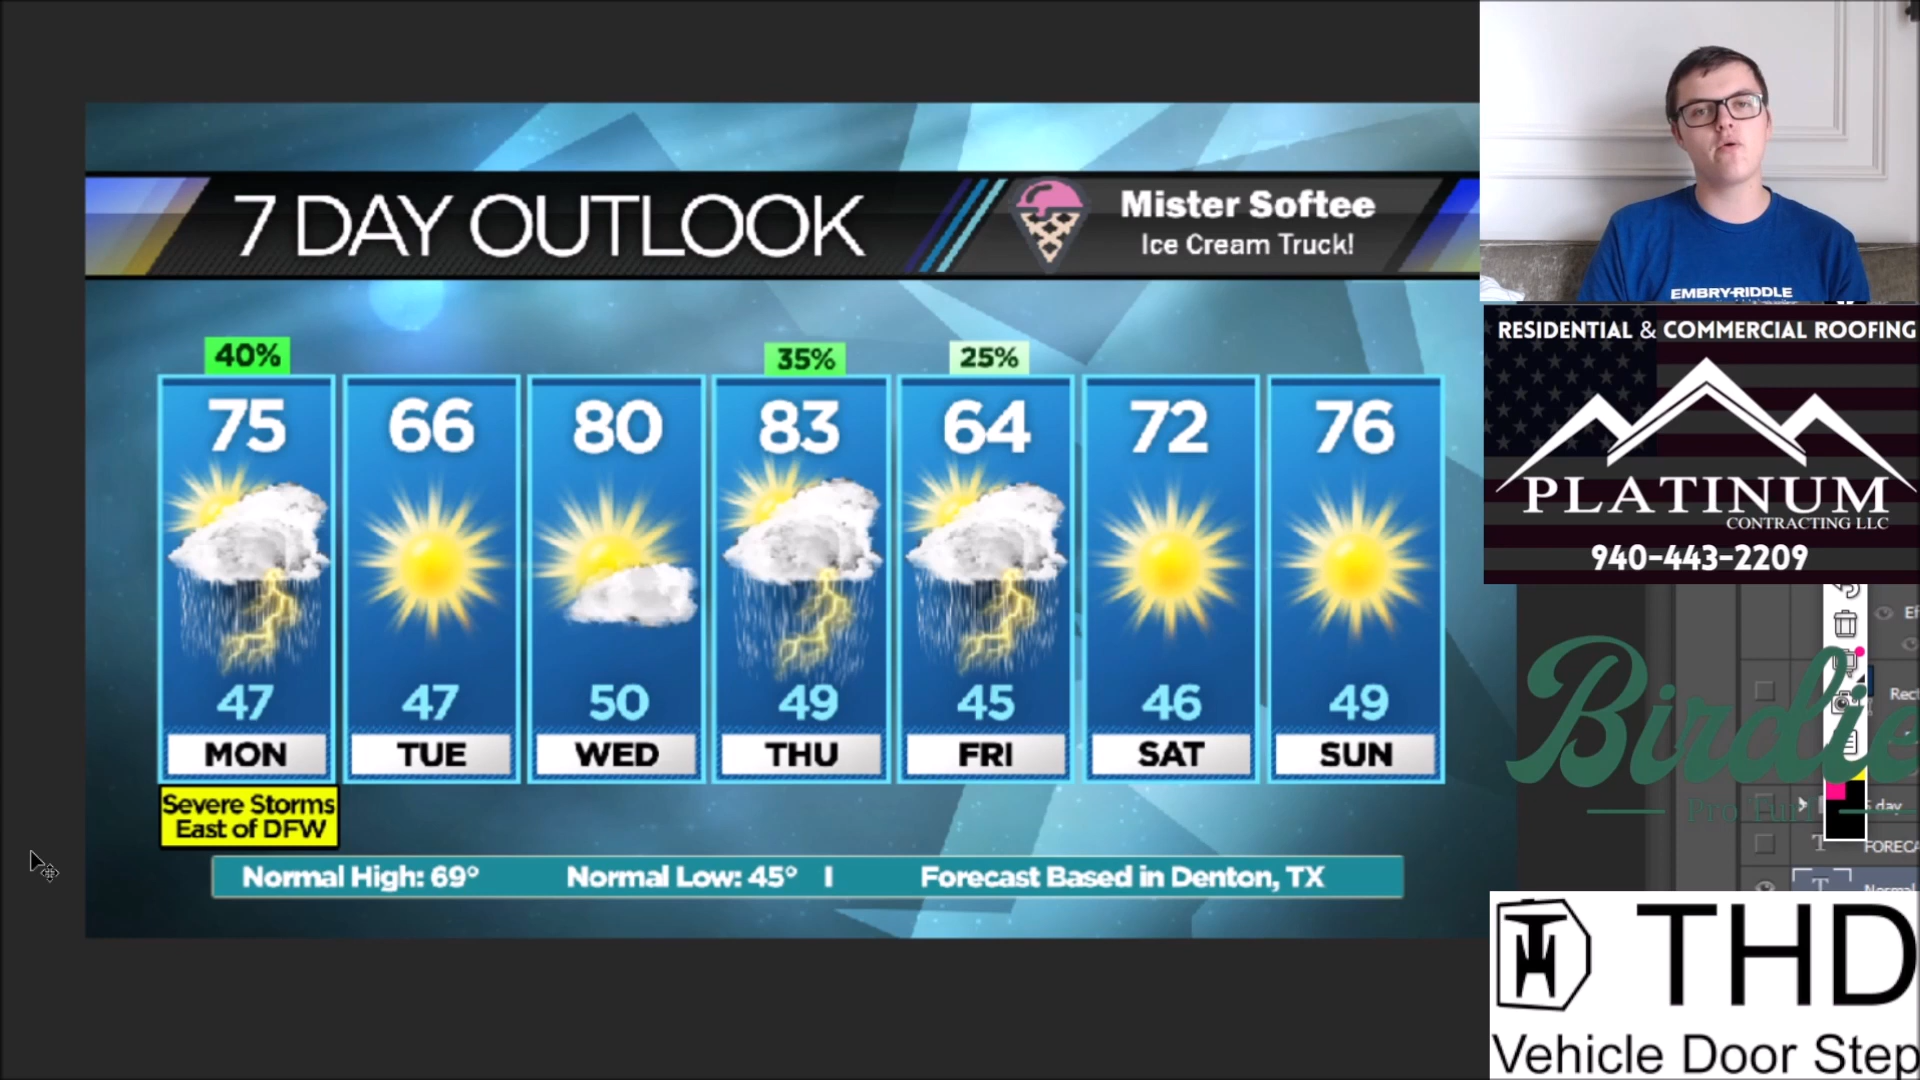 7 DAY OUTLOOK
Mister Softee
Ice Cream Truck!
40%
35%
25%
75
66
80
83
64
72
76
47
47
50
49
45
46
49
MON
TUE
WED
THU
FRI
SAT
SUN
Severe Storms
East of DFW
Normal High: 69° Normal Low: 45° | Forecast Based in Denton, TX
EMBRY-RIDDLE
RESIDENTIAL & COMMERCIAL ROOFING
PLATINUM
CONTRACTING LLC
940-443-2209
Birdie
Pro Turf
day
THD
Vehicle Door Step